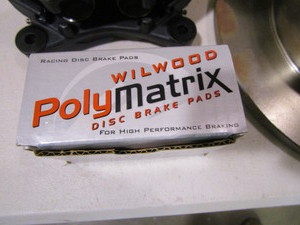 RACING DISC BRAKE PADS
WILWOOD
PolyMatrix
DISC BRAKE PADS
FOR HIGH PERFORMANCE BRAKING